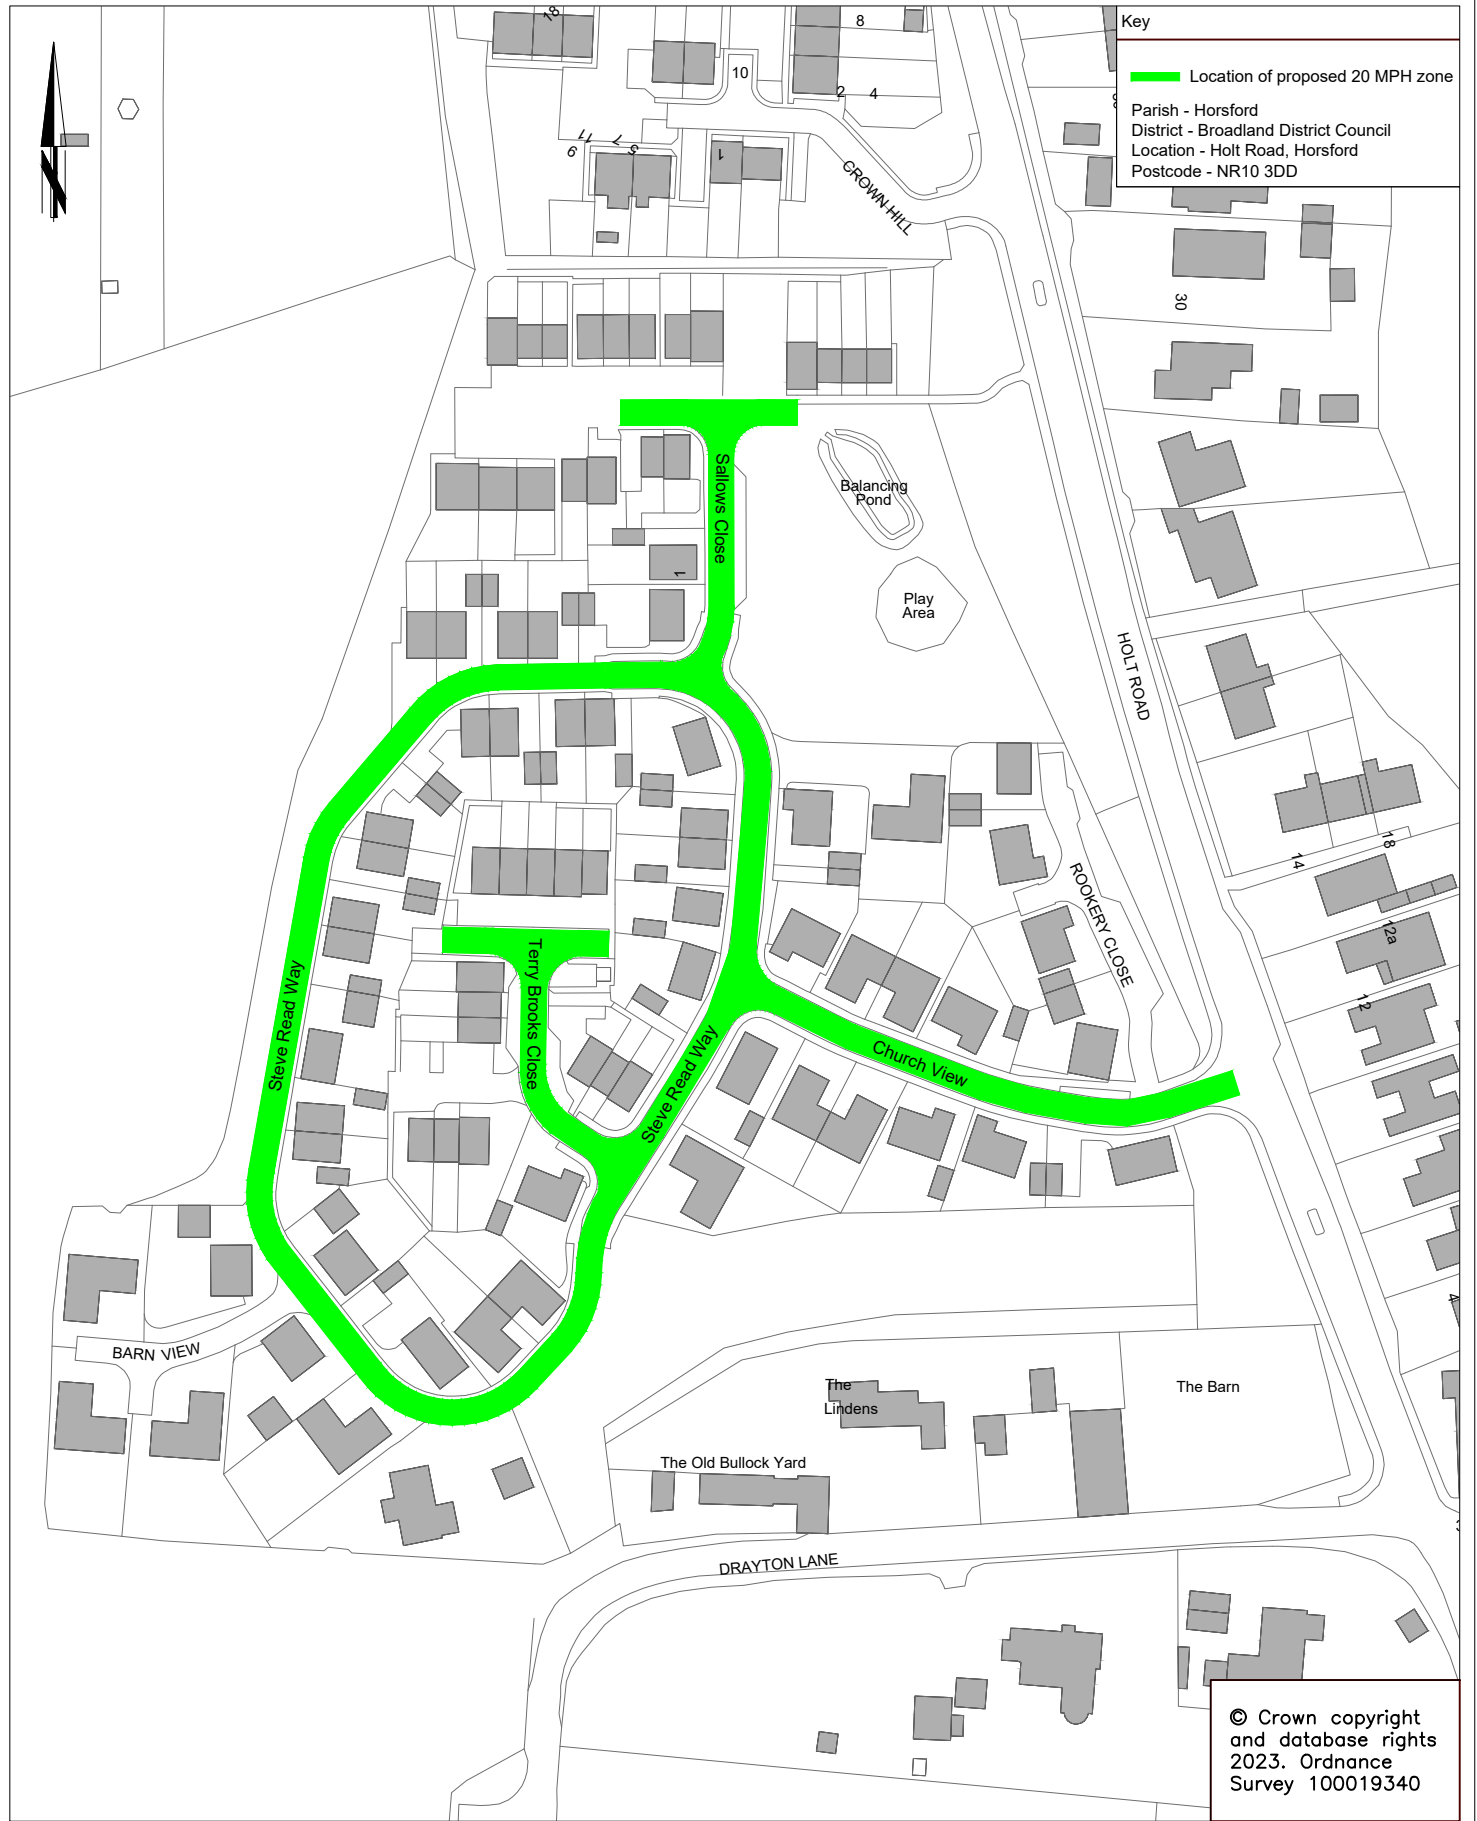 Key
Location of proposed 20 MPH zone
Parish - Horsford
District - Broadland District Council
Location - Holt Road, Horsford
Postcode - NR10 3DD
18
8
10
2
4
11
9
7
5
1
CROWN HILL
30
Sallows Close
Balancing
Pond
1
Play
Area
HOLT ROAD
14
18
ROOKERY CLOSE
12a
12
Terry Brooks Close
Steve Read Way
Steve Read Way
Church View
4
BARN VIEW
The
Lindens
The Barn
The Old Bullock Yard
DRAYTON LANE
N
© Crown copyright
and database rights
2023. Ordnance
Survey 100019340